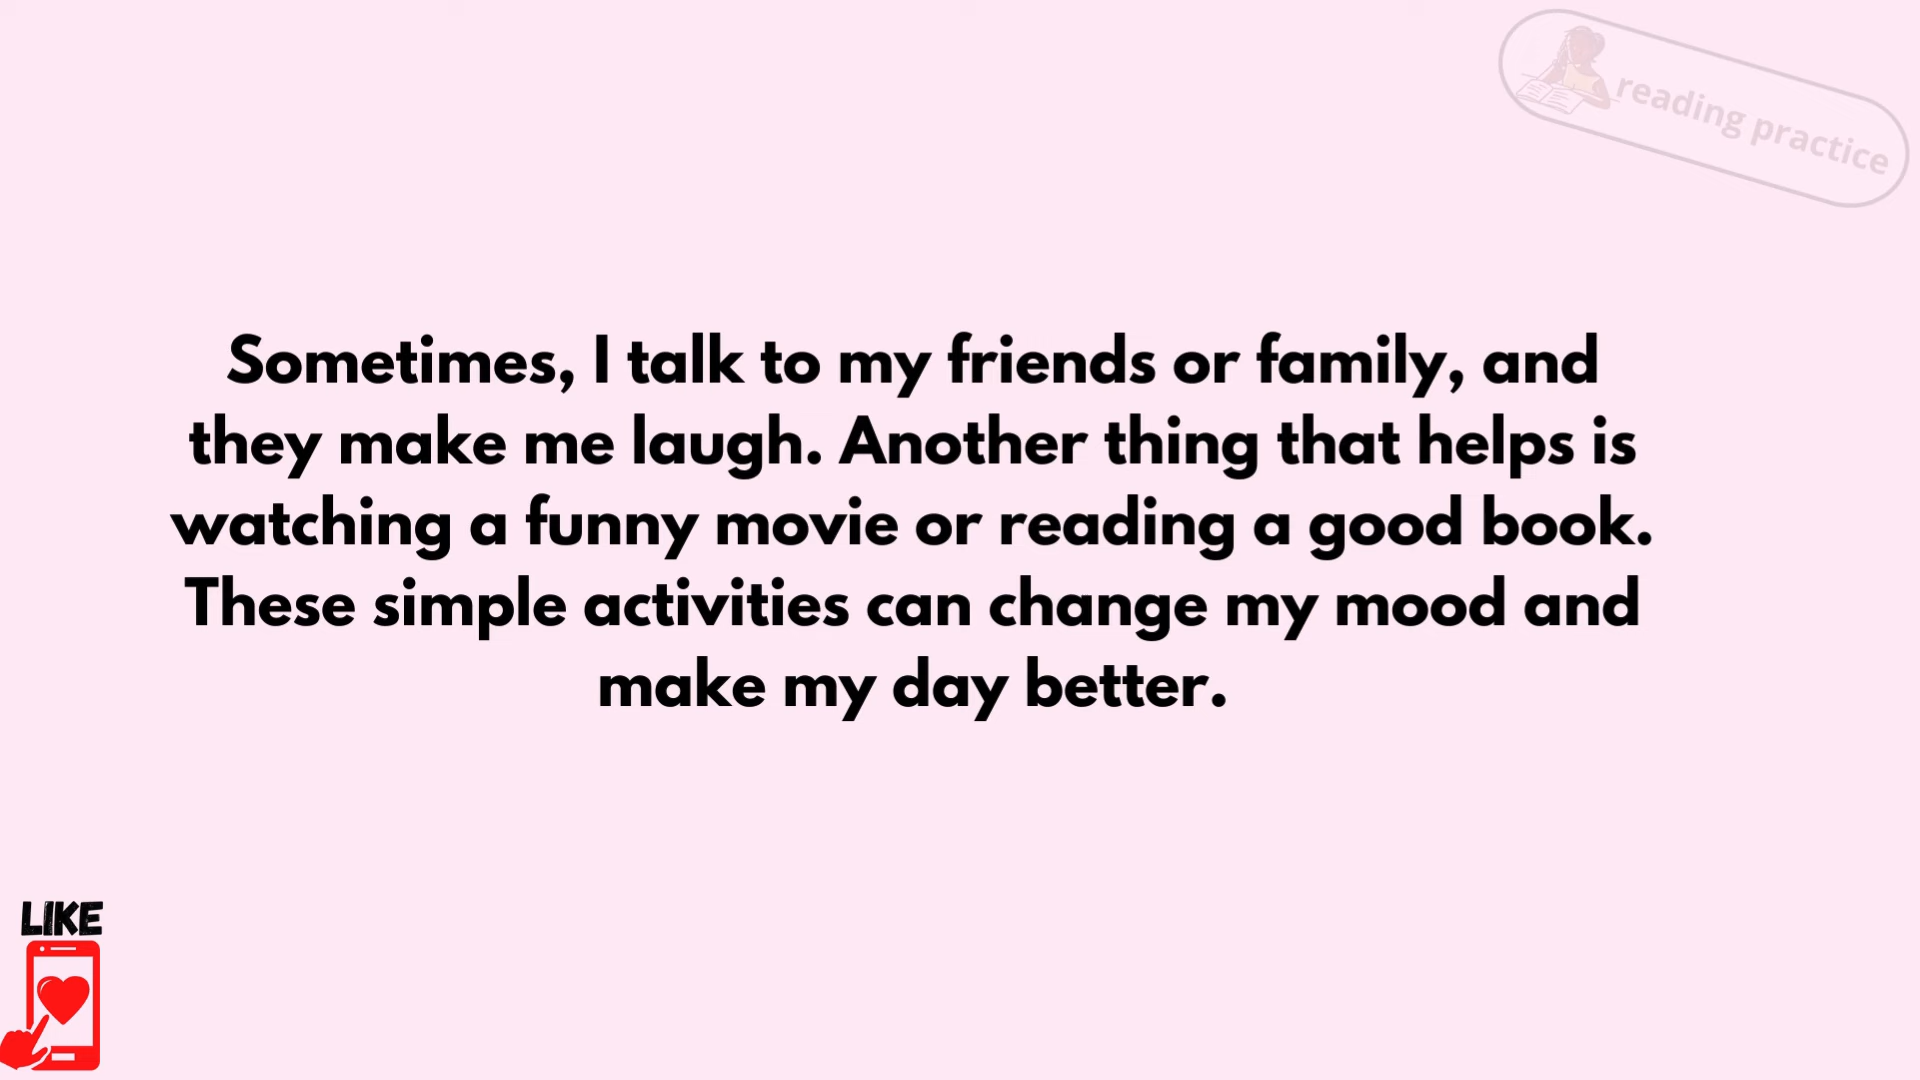 reading practice
Sometimes, I talk to my friends or family, and
they make me laugh. Another thing that helps is
watching a funny movie or reading a good book.
These simple activities can change my mood and
make my day better.
LIKE